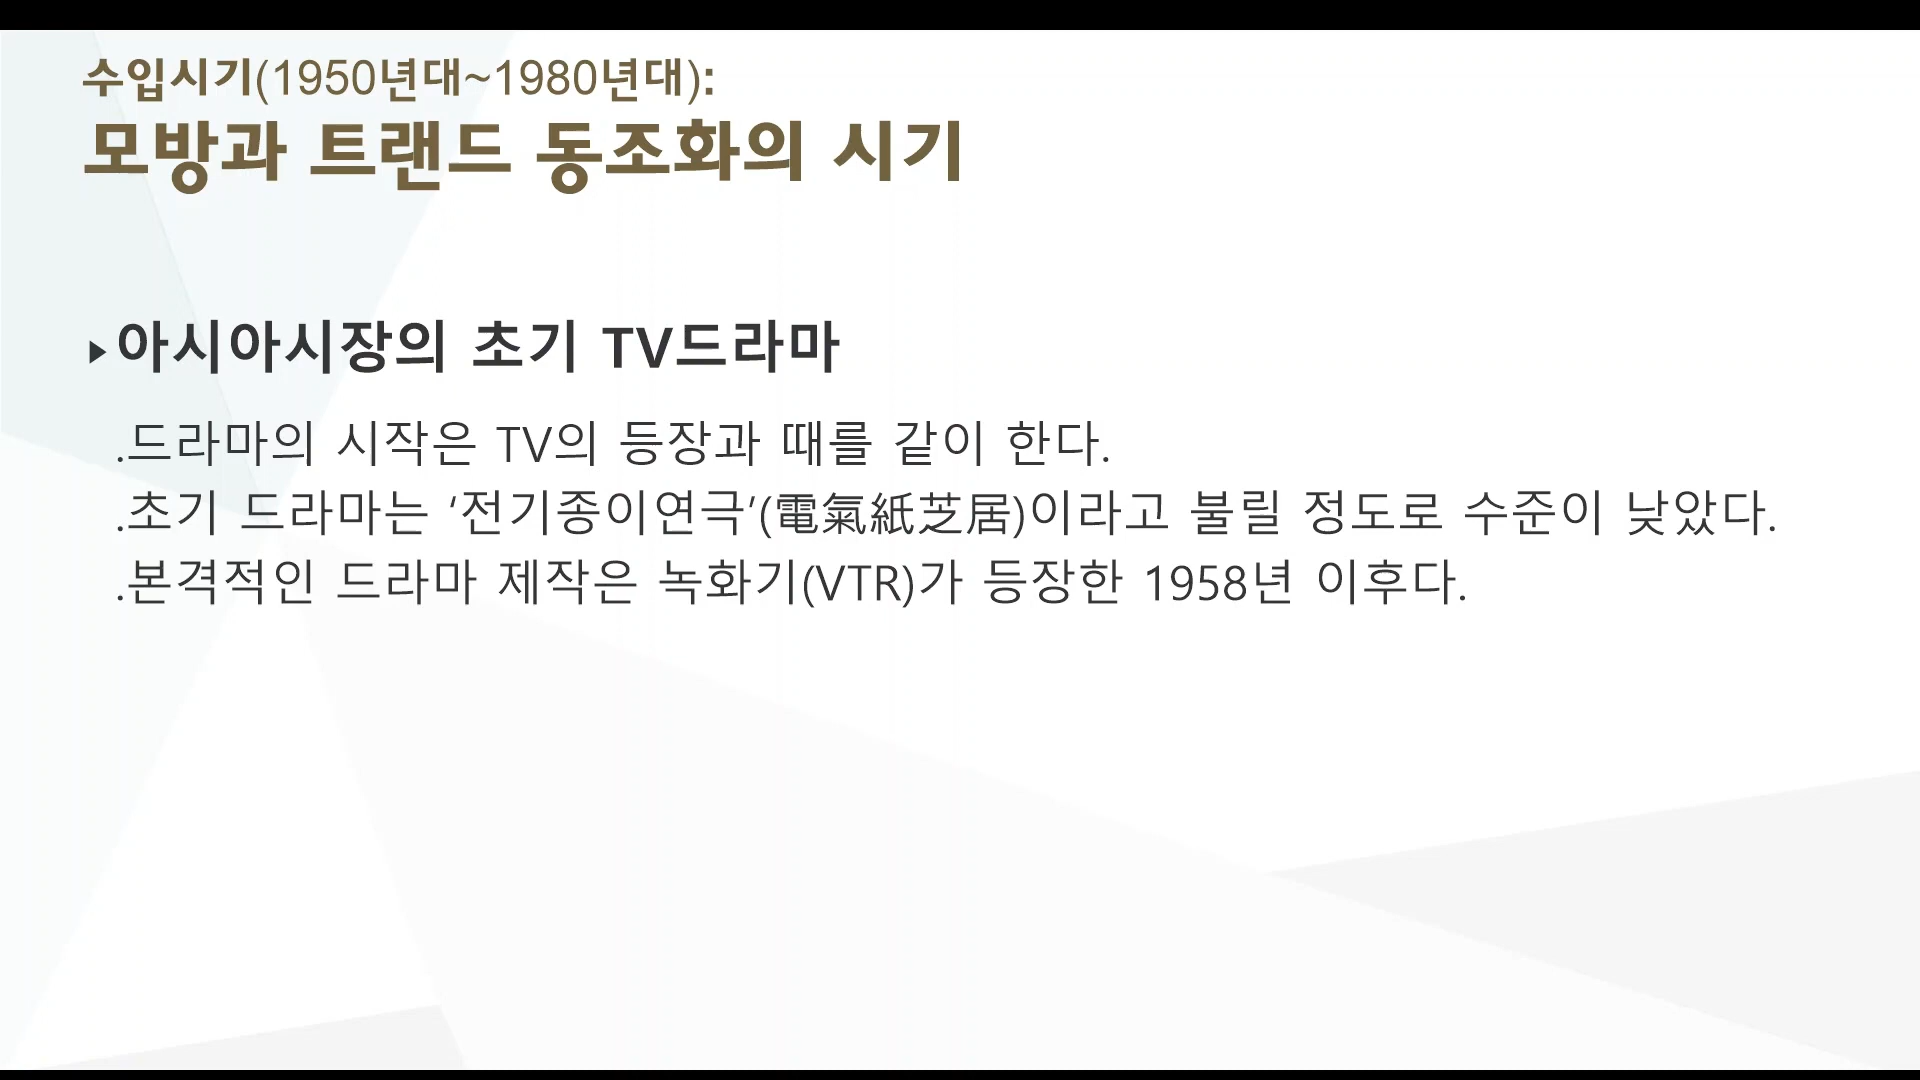 수입시기(1950년대~1980년대):
모방과 트랜드 동조화의 시기
▸아시아시장의 초기 TV드라마
.드라마의 시작은 TV의 등장과 때를 같이 한다.
.초기 드라마는 ‘전기종이연극’(電氣紙芝居)이라고 불릴 정도로 수준이 낮았다.
.본격적인 드라마 제작은 녹화기(VTR)가 등장한 1958년 이후다.